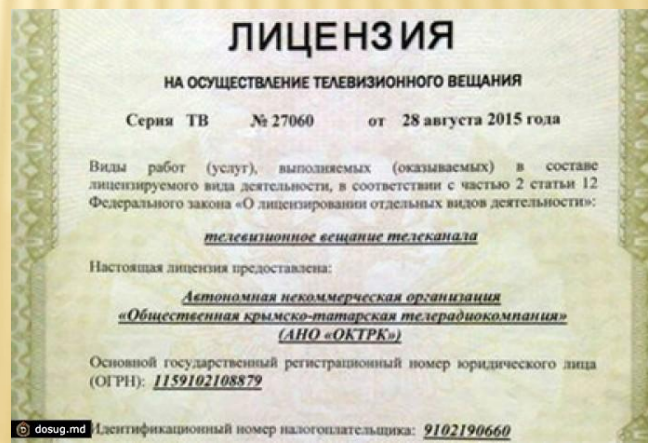 ЛИЦЕНЗИЯ
НА ОСУЩЕСТВЛЕНИЕ ТЕЛЕВИЗИОННОГО ВЕЩАНИЯ
Серия ТВ № 27060 от 28 августа 2015 года
Виды работ (услуг), выполняемых (оказываемых) в составе
лицензируемого вида деятельности, в соответствии с частью 2 статьи 12
Федерального закона «О лицензировании отдельных видов деятельности»:
телевизионное вещание телеканала
Настоящая лицензия предоставлена:
Автономная некоммерческая организация
«Общественная крымско-татарская телерадиокомпания»
(АНО «ОКТРК»)
Основной государственный регистрационный номер юридического лица
(ОГРН): 1159102108879
Идентификационный номер налогоплательщика: 9102190660
dosug.md